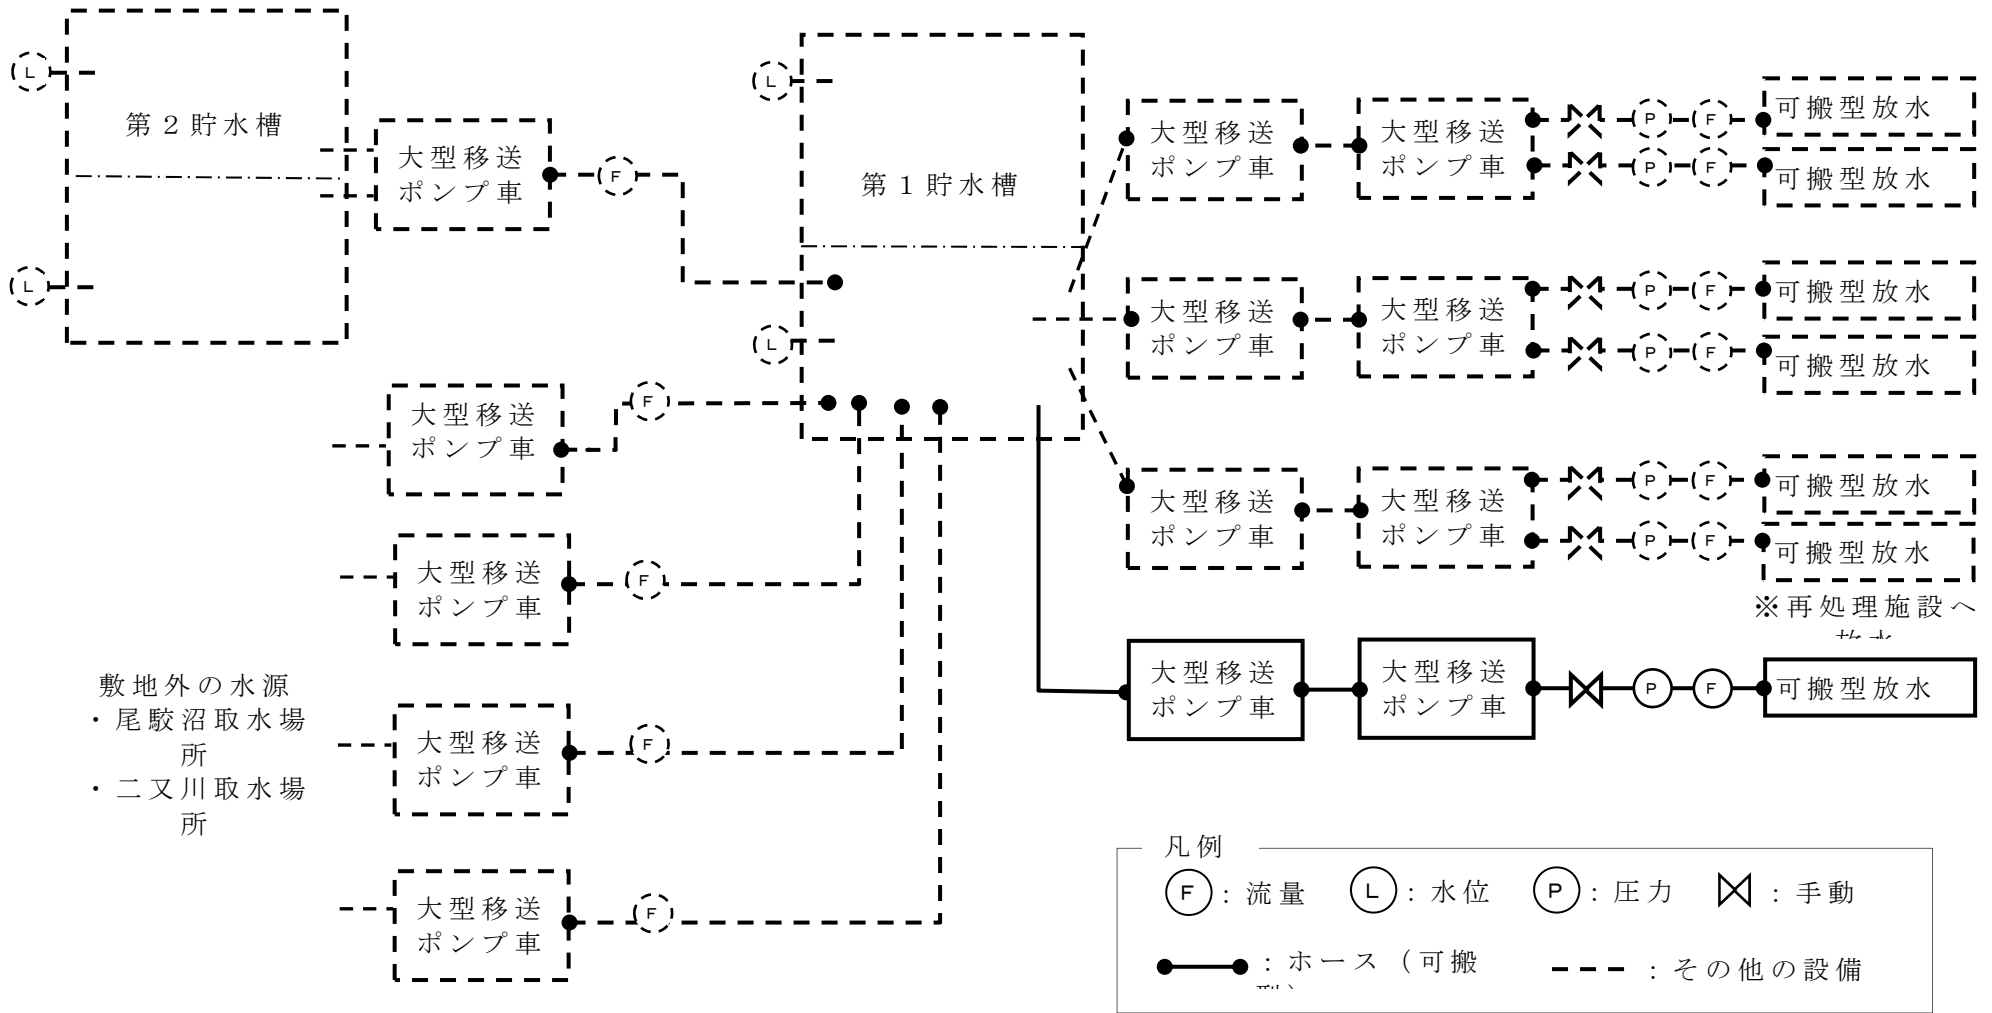 L
第2貯水槽
L
大型移送
ポンプ車
F
L
第1貯水槽
L
大型移送
ポンプ車
大型移送
ポンプ車
P
F
可搬型放水
P
F
可搬型放水
大型移送
ポンプ車
大型移送
ポンプ車
P
F
可搬型放水
P
F
可搬型放水
大型移送
ポンプ車
大型移送
ポンプ車
P
F
可搬型放水
P
F
可搬型放水
※再処理施設へ
大型移送
ポンプ車
大型移送
ポンプ車
P
F
可搬型放水
大型移送
ポンプ車
F
大型移送
ポンプ車
F
大型移送
ポンプ車
F
大型移送
ポンプ車
F
敷地外の水源
・尾駮沼取水場
所
・二又川取水場
所
凡例
F：流量
L：水位
P：圧力
：手動
：ホース（可搬
：その他の設備